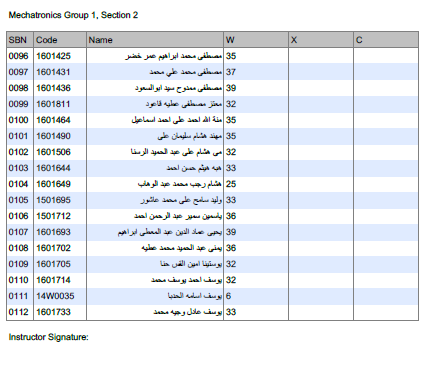 Mechatronics Group 1, Section 2
SBN Code Name W X C
0096 1601425 مصطفى محمد ابراهيم عمر خضر 35
0097 1601431 مصطفى محمد علي محمد 37
0098 1601436 مصطفى ممدوح سيد ابوالسعود 39
0099 1601811 معتز مصطفى عطيه قاعود 32
0100 1601464 منة الله احمد على احمد اسماعيل 35
0101 1601490 مهند هشام سليمان على 35
0102 1601506 مى هشام على عبد الحميد الرسنا 32
0103 1601644 هبه هيثم حسن احمد 33
0104 1601649 هشام رجب محمد عبد الوهاب 25
0105 1501695 وليد سامح على محمد عاشور 33
0106 1501712 ياسمين سمير عبد الرحمن احمد 36
0107 1601693 يحيى عماد الدين عبد المعطى ابراهيم 39
0108 1601702 يمنى عبد الحميد محمد عطيه 36
0109 1601705 يوستينا امين القس حنا 32
0110 1601714 يوسف احمد يوسف محمد 32
0111 14W0035 يوسف اسامه الحدبا 6
0112 1601733 يوسف عادل وجيه محمد 33
Instructor Signature: